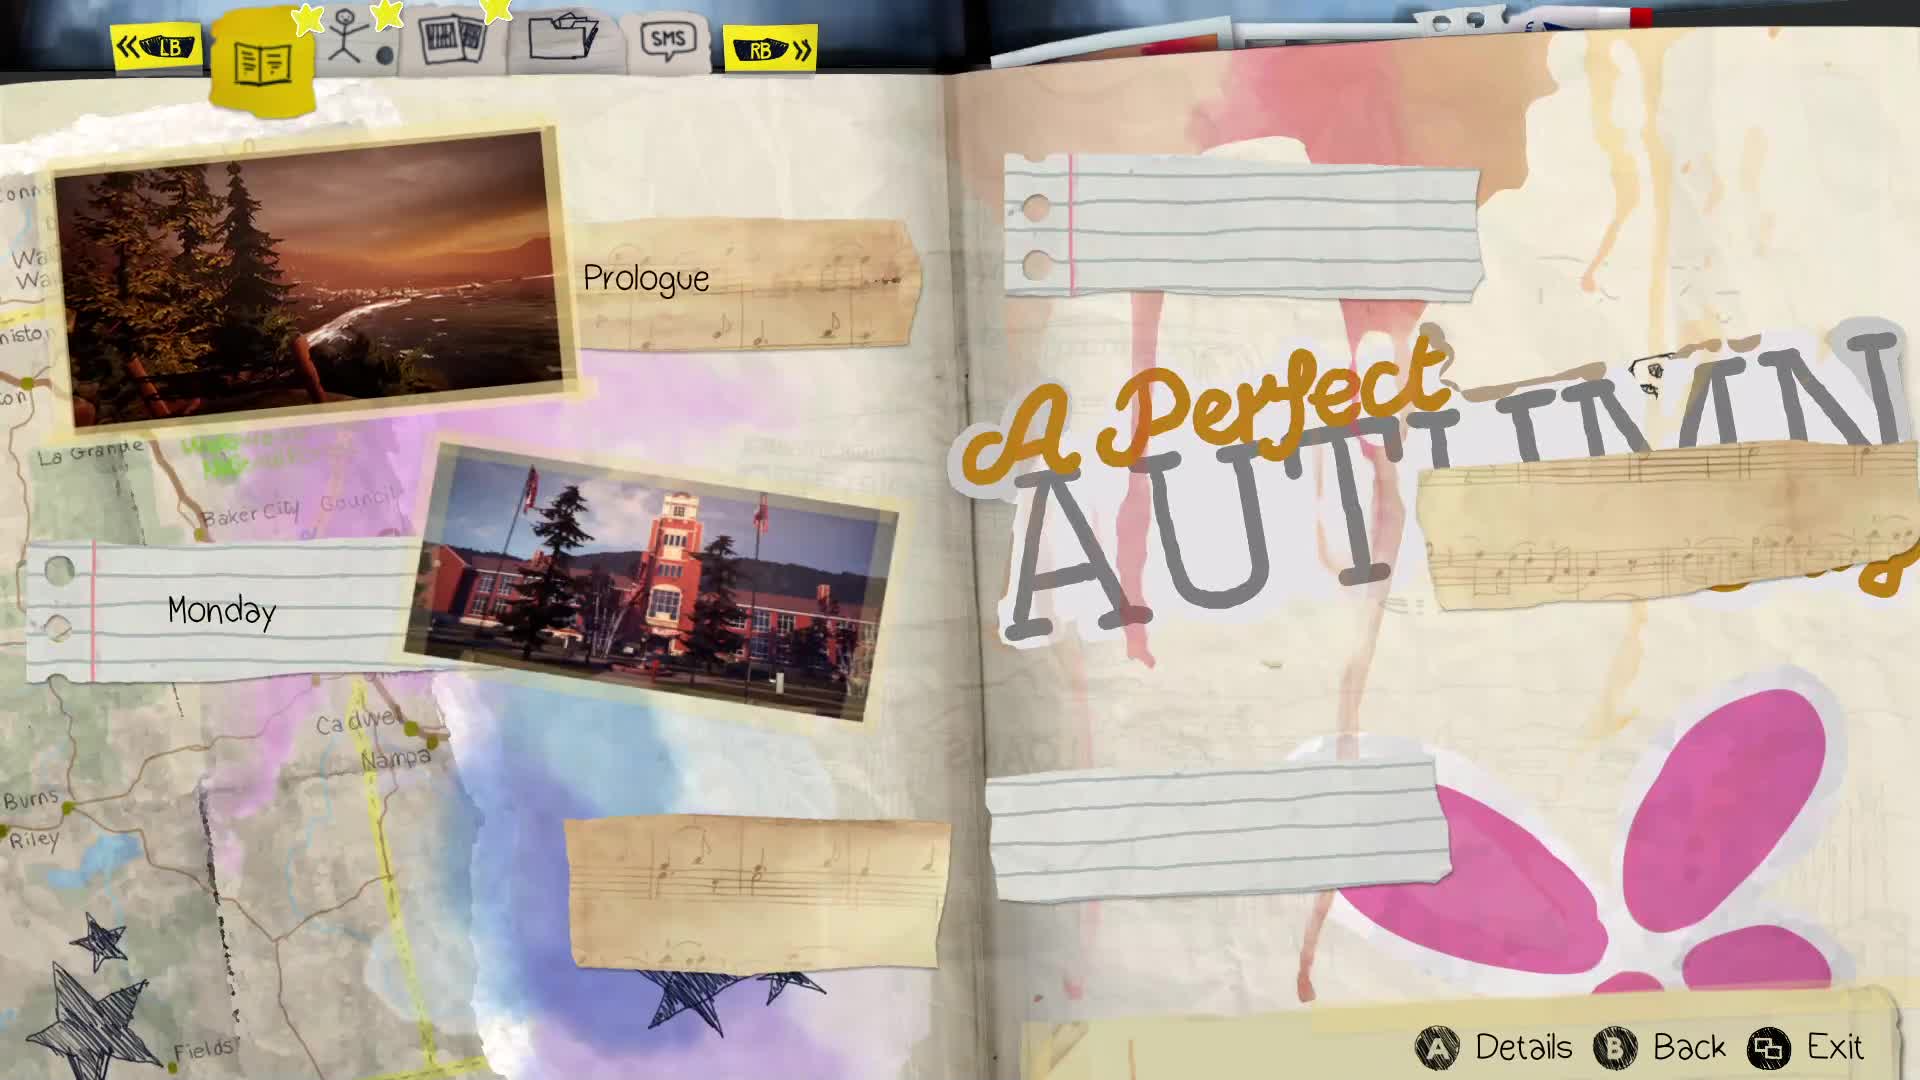 LB
SMS
RB
Prologue
La Grande
Baker City Council
Monday
Cadwel
Nampa
Burns
Riley
Fields
A Perfect
AUTUMN
A Details
B Back
Exit